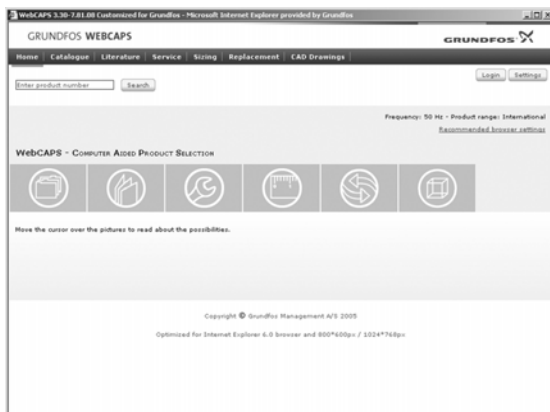 WebCAPS 3.30-7.01.00 Customized for Grundfos - Microsoft Internet Explorer provided by Grundfos
GRUNDFOS WEBCAPS
GRUNDFOS
Home Catalogue Literature Service Sizing Replacement CAD Drawings
Login Settings
Enter product number Search
Frequency: 50 Hz - Product range: International
Recommended browser settings
WebCAPS - Computer Aided Product Selection
Move the cursor over the pictures to read about the possibilities.
Copyright © Grundfos Management A/S 2005
Optimized for Internet Explorer 6.0 browser and 800*600px / 1024*768px